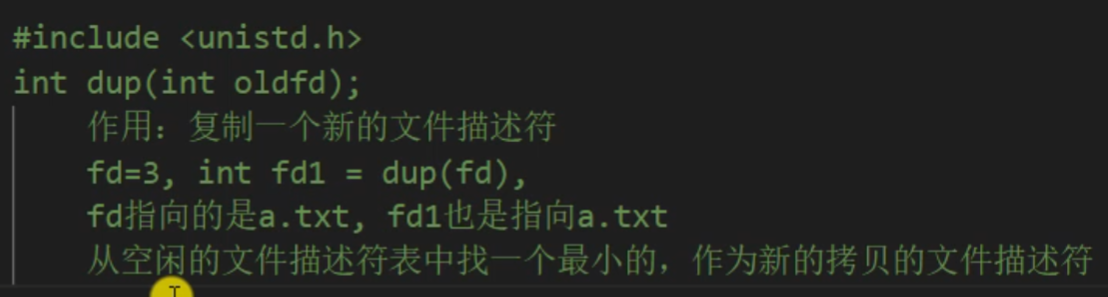 #include <unistd.h>
int dup(int oldfd);
作用：复制一个新的文件描述符
fd=3, int fd1 = dup(fd),
fd指向的是a.txt, fd1也是指向a.txt
从空闲的文件描述符表中找一个最小的，作为新的拷贝的文件描述符